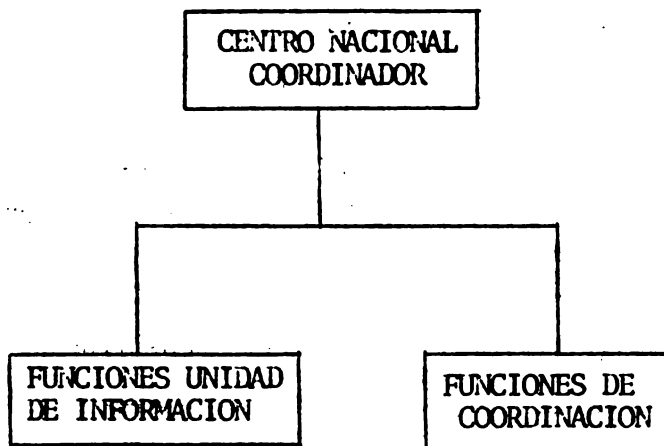 CENTRO NACIONAL
COORDINADOR
FUNCIONES UNIDAD
DE INFORMACION
FUNCIONES DE
COORDINACION